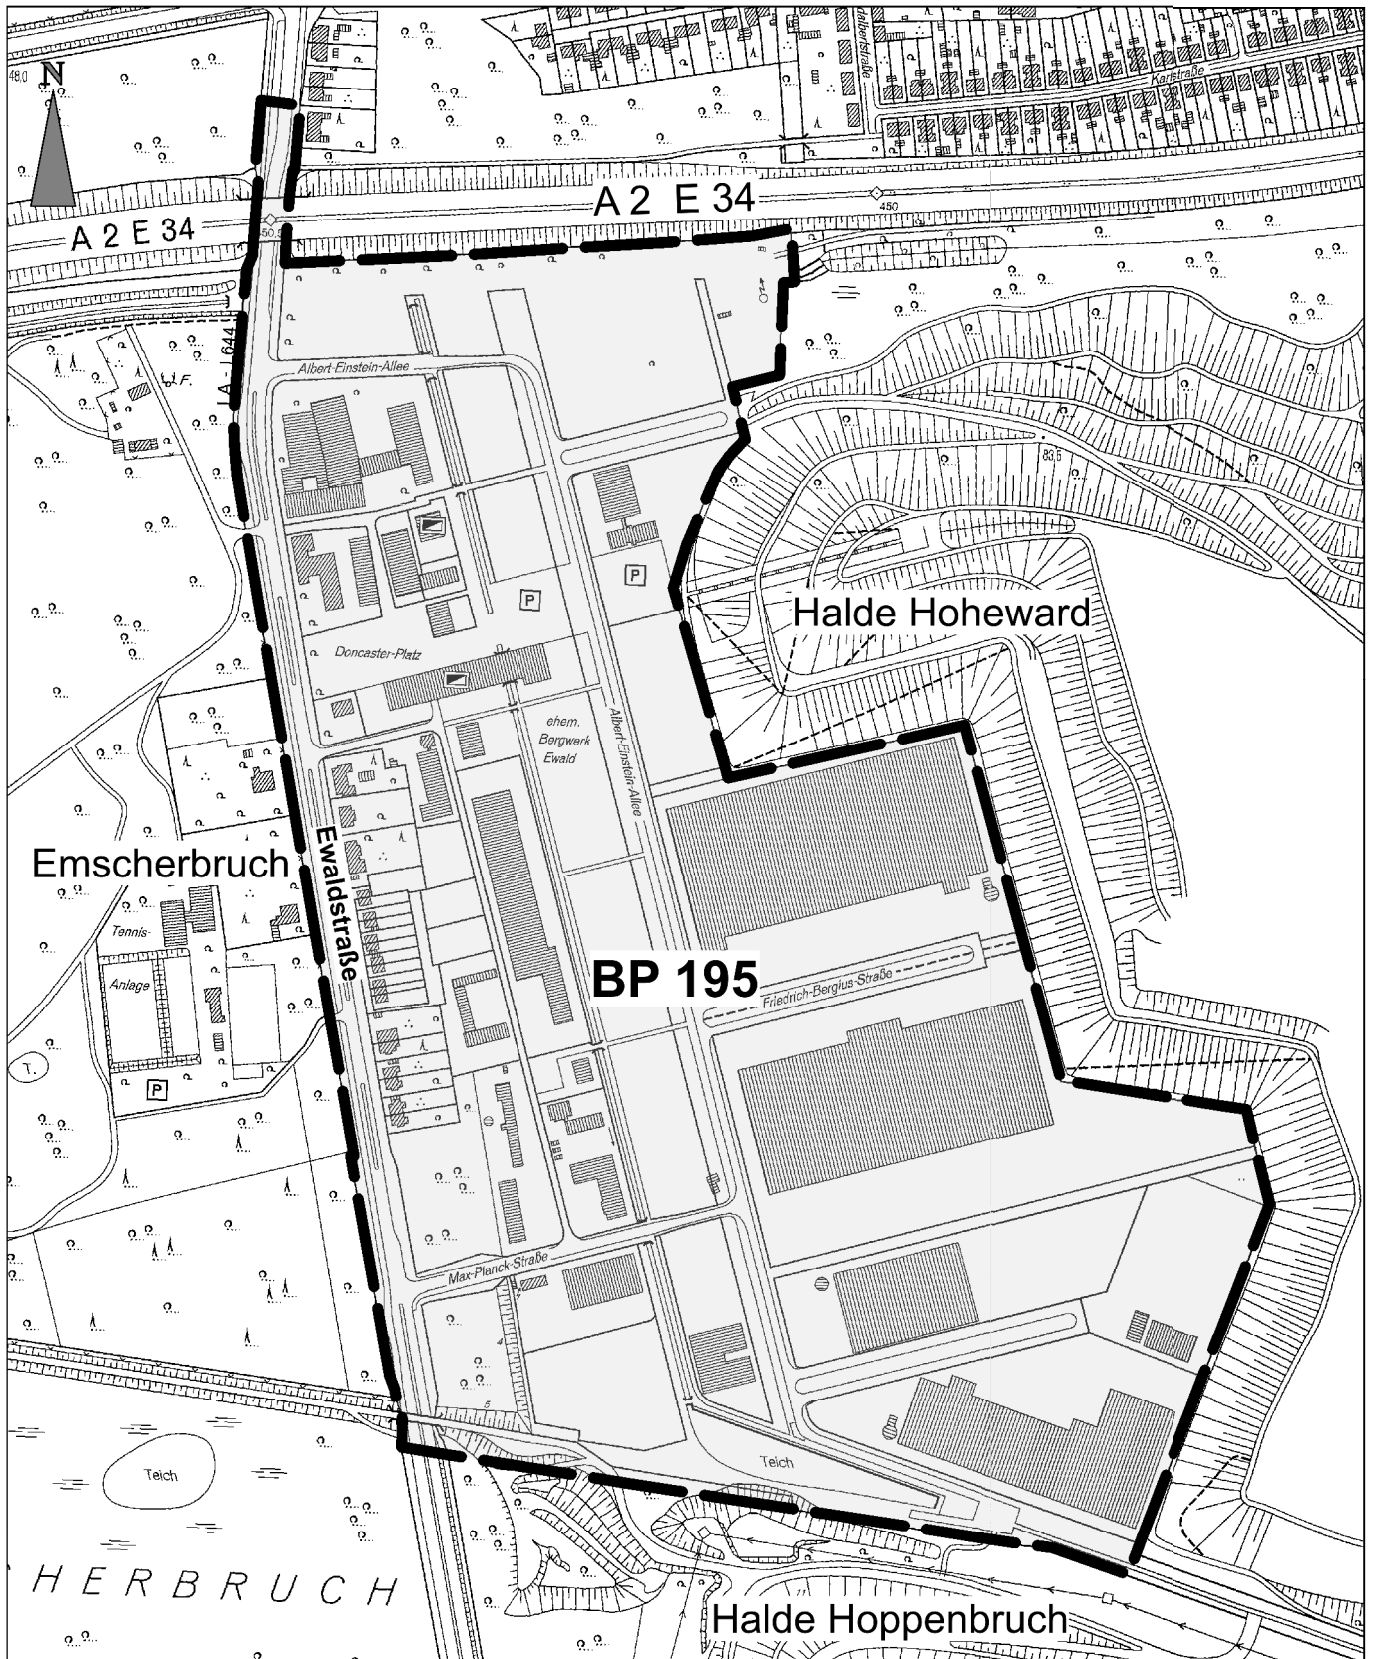 48,0
N
Karlstraße
A 2 E 34
A 2 E 34
450
L 644
Albert-Einstein-Allee
83,5
P
P
Halde Hoheward
Doncaster-Platz
ehem.
Bergwerk
Ewald
Albert-Einstein-Allee
Emscherbruch
Ewaldstraße
Tennis-
Anlage
BP 195
Friedrich-Bergius-Straße
T.
P
Max-Planck-Straße
Teich
Teich
HERBRUCH
Halde Hoppenbruch